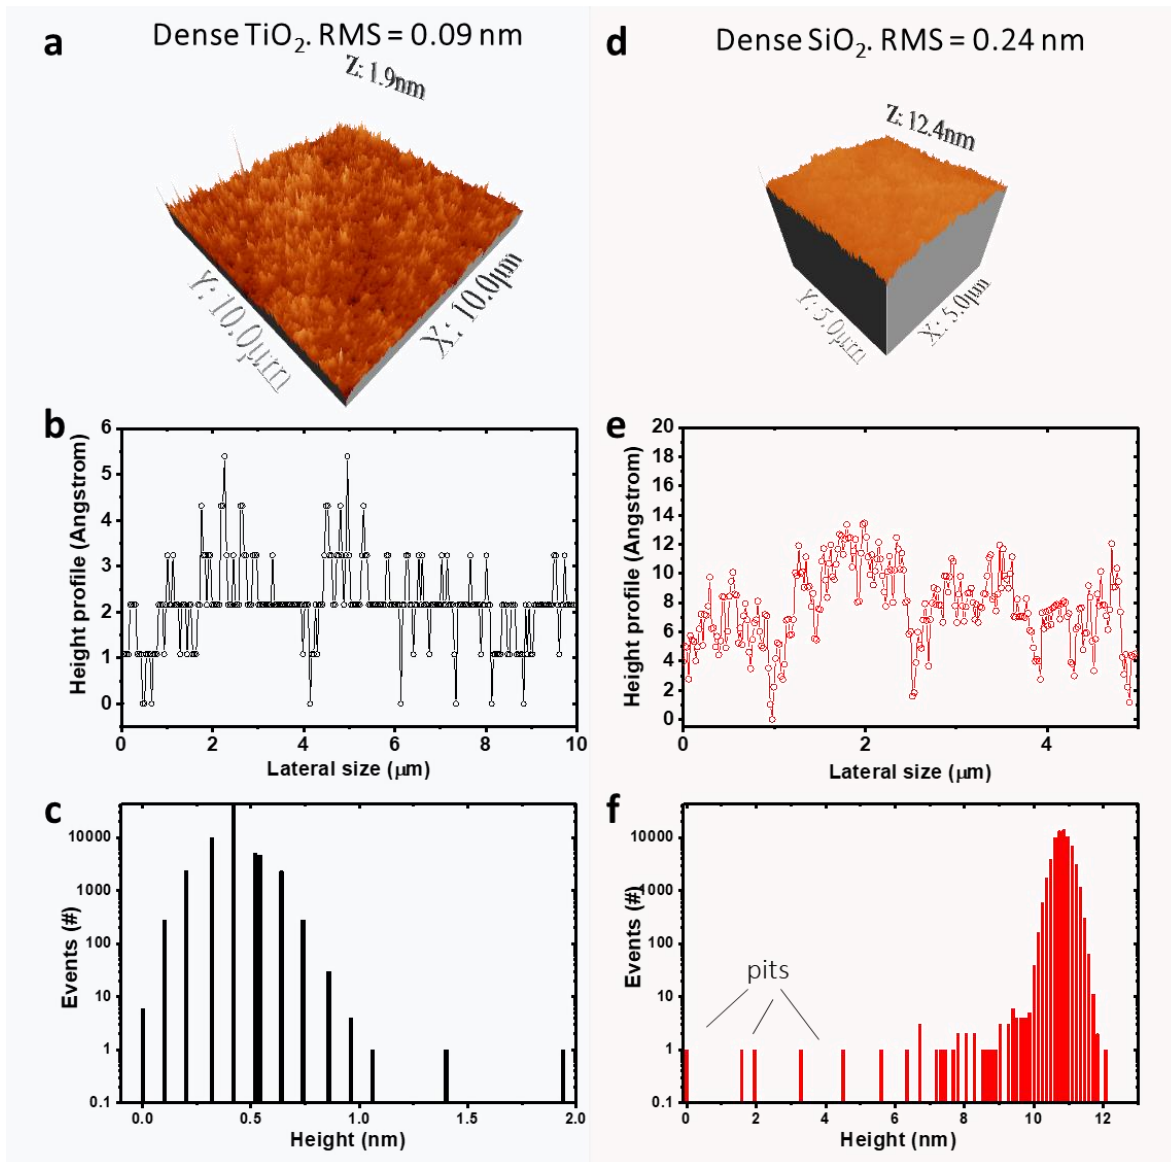 a
Dense TiO₂. RMS = 0.09 nm
Z: 1.9nm
Y: 10.0µm
X: 10.0µm
d
Dense SiO₂. RMS = 0.24 nm
Z: 12.4nm
Y: 5.0µm
X: 5.0µm
b
Height profile (Angstrom)
6
5
4
3
2
1
0
0 2 4 6 8 10
Lateral size (µm)
e
Height profile (Angstrom)
20
18
16
14
12
10
8
6
4
2
0
0 2 4
Lateral size (µm)
c
Events (#)
10000
1000
100
10
1
0.1
0.0 0.5 1.0 1.5 2.0
Height (nm)
f
Events (#)
10000
1000
100
10
1
0.1
pits
0 2 4 6 8 10 12
Height (nm)